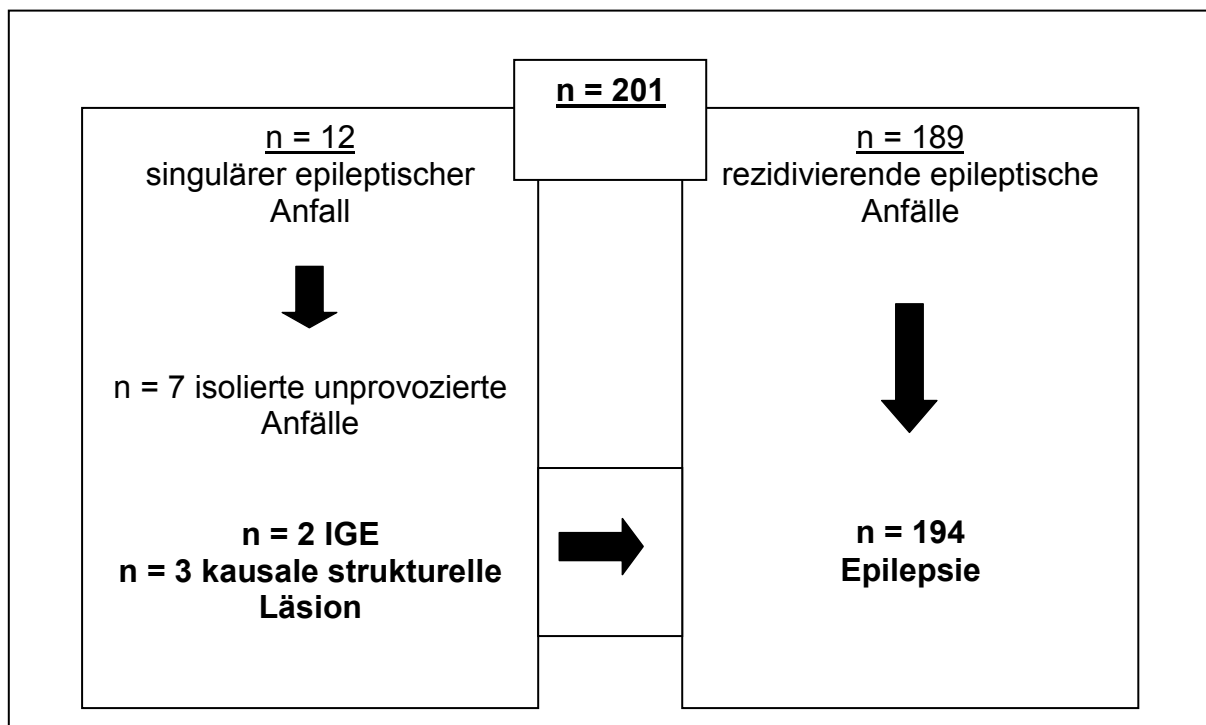 n = 201
n = 12
singulärer epileptischer
Anfall
n = 7 isolierte unprovozierte
Anfälle
n = 2 IGE
n = 3 kausale strukturelle
Läsion
n = 189
rezidivierende epileptische
Anfälle
n = 194
Epilepsie